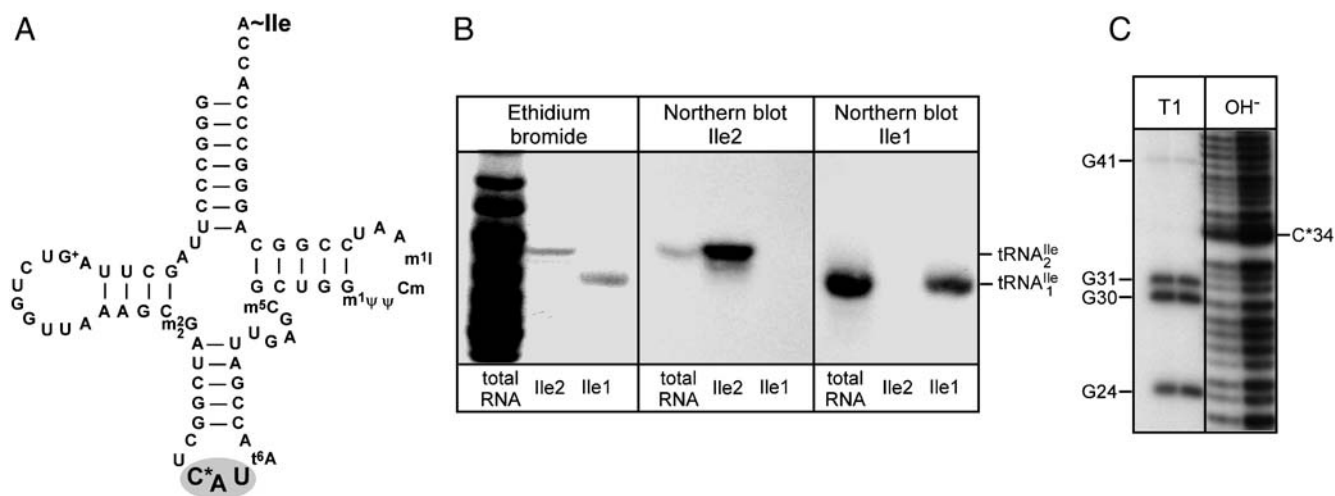 A
A~Ile
C
C
A
G – C
G – C
G – C
C – G
C – G
C – G
U – A
U
A
C U G⁺ A U U C G
U
G
G U U A A A G C m²₂G
C G G C C U A A
m¹I
Cm
G C U G G m¹Ψ Ψ
m⁵C G
U G A
A – U
U – A
C – G
G – C
G – C
C A
U t⁶A
C* A U
B
Ethidium bromide
Northern blot Ile2
Northern blot Ile1
tRNA₂ᴵˡᵉ
tRNA₁ᴵˡᵉ
total RNA Ile2 Ile1
total RNA Ile2 Ile1
total RNA Ile2 Ile1
C
T1 OH⁻
G41
C*34
G31
G30
G24